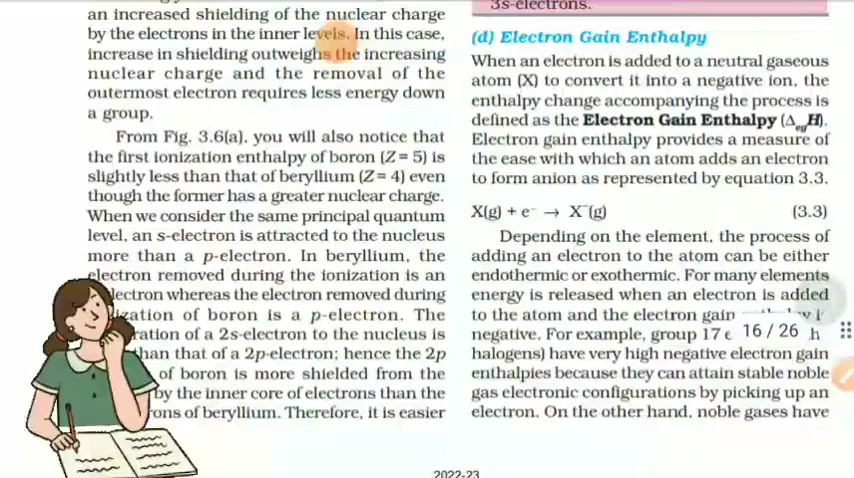 an increased shielding of the nuclear charge
by the electrons in the inner levels. In this case,
increase in shielding outweighs the increasing
nuclear charge and the removal of the
outermost electron requires less energy down
a group.
From Fig. 3.6(a), you will also notice that
the first ionization enthalpy of boron (Z = 5) is
slightly less than that of beryllium (Z = 4) even
though the former has a greater nuclear charge.
When we consider the same principal quantum
level, an s-electron is attracted to the nucleus
more than a p-electron. In beryllium, the
electron removed during the ionization is an
electron whereas the electron removed during
of boron is a p-electron. The
of a 2s-electron to the nucleus is
than that of a 2p-electron; hence the 2p
of boron is more shielded from the
by the inner core of electrons than the
of beryllium. Therefore, it is easier
3s-electrons.
(d) Electron Gain Enthalpy
When an electron is added to a neutral gaseous
atom (X) to convert it into a negative ion, the
enthalpy change accompanying the process is
defined as the Electron Gain Enthalpy (ΔegH).
Electron gain enthalpy provides a measure of
the ease with which an atom adds an electron
to form anion as represented by equation 3.3.
X(g) + e⁻ → X⁻(g) (3.3)
Depending on the element, the process of
adding an electron to the atom can be either
endothermic or exothermic. For many elements
energy is released when an electron is added
to the atom and the electron gain
negative. For example, group 17
16 / 26
halogens) have very high negative electron gain
enthalpies because they can attain stable noble
gas electronic configurations by picking up an
electron. On the other hand, noble gases have
2022-23